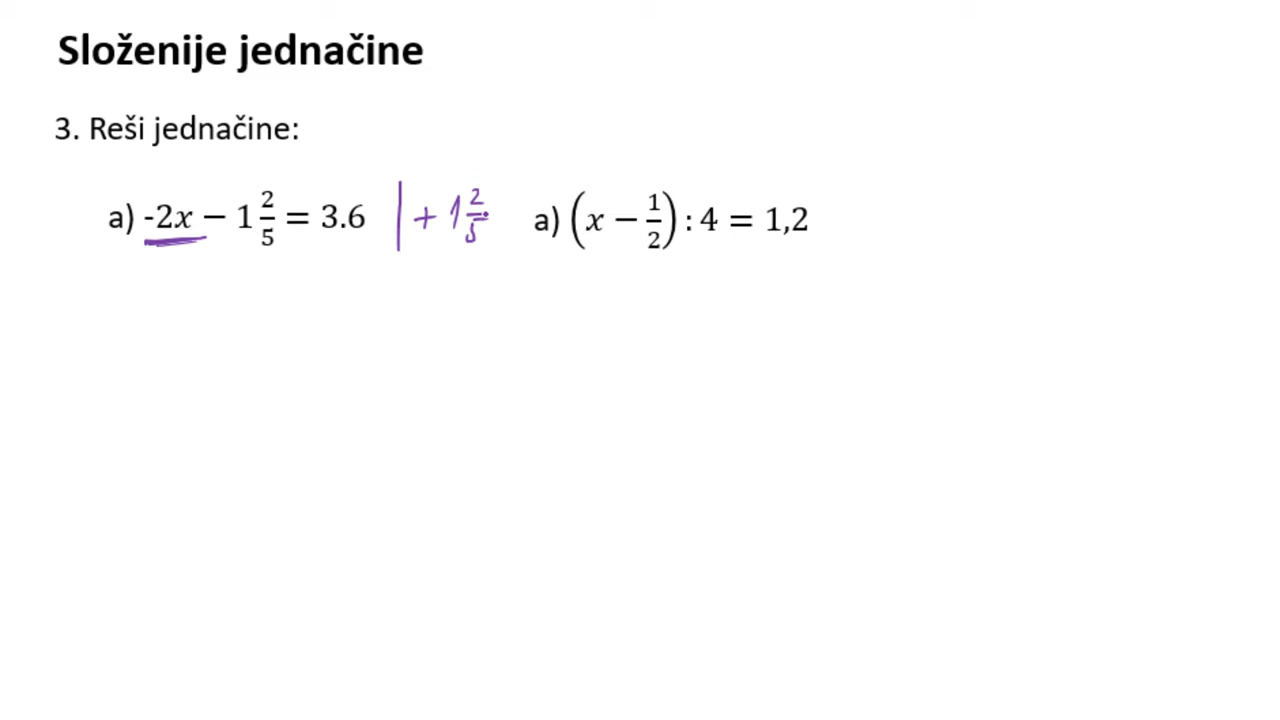 Složenije jednačine
3. Reši jednačine:
a) -2x − 1 2/5 = 3.6 | + 1 2/5 a) (x − 1/2) : 4 = 1,2